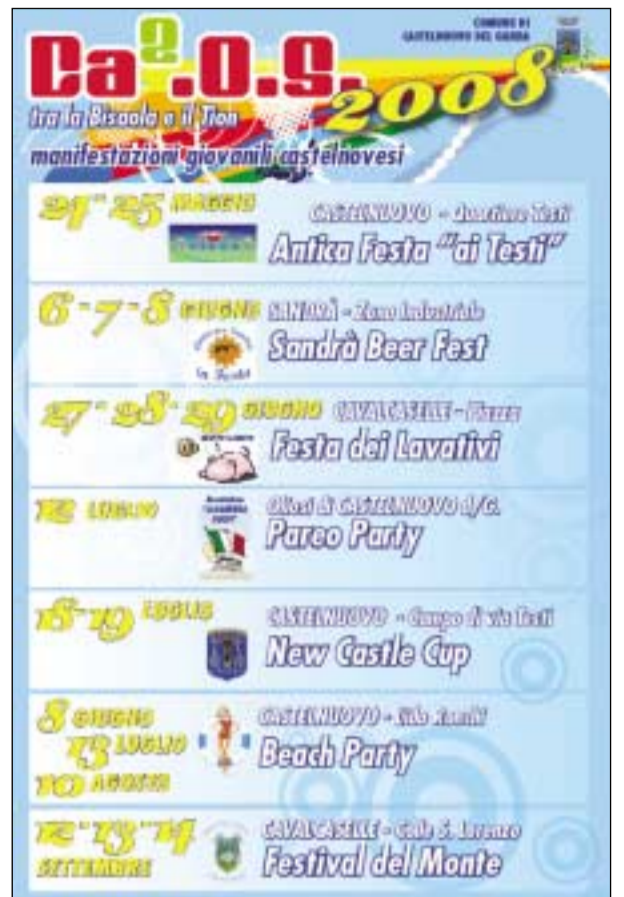 COMUNE DI
CASTELNUOVO DEL GARDA
Ca².O.S. 2008
tra la Bisaola e il Tion
manifestazioni giovanili castelnovesi
24-25 MAGGIO
CASTELNUOVO - Quartiere Testi
Antica Festa "ai Testi"
6-7-8 GIUGNO
SANDRÀ - Zona Industriale
Sandrà Beer Fest
27-28-29 GIUGNO
CAVALCASELLE - Piazza
Festa dei Lavativi
12 LUGLIO
Oliosi di CASTELNUOVO d/G.
Pareo Party
18-19 LUGLIO
CASTELNUOVO - Campo di via Testi
New Castle Cup
8 GIUGNO
13 LUGLIO
10 AGOSTO
CASTELNUOVO - Lido Ronchi
Beach Party
12-13-14
SETTEMBRE
CAVALCASELLE - Colle S. Lorenzo
Festival del Monte